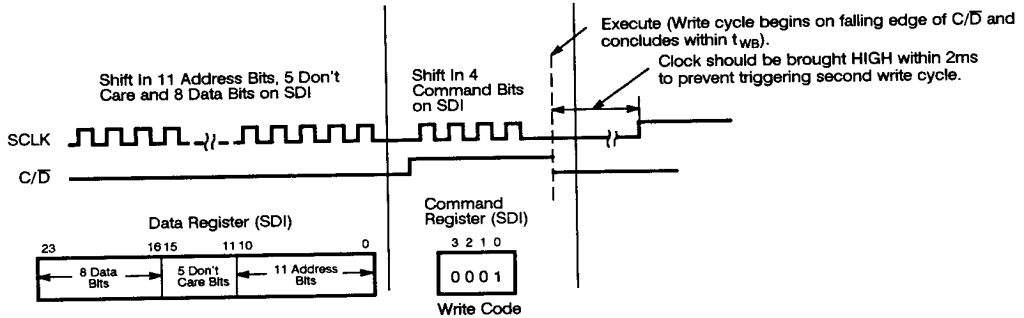 Execute (Write cycle begins on falling edge of C/D̅ and
concludes within tWB).
Clock should be brought HIGH within 2ms
to prevent triggering second write cycle.
Shift In 11 Address Bits, 5 Don't
Care and 8 Data Bits on SDI
Shift In 4
Command Bits
on SDI
SCLK
C/D̅
Data Register (SDI)
23 16 15 11 10 0
8 Data
Bits
5 Don't
Care Bits
11 Address
Bits
Command
Register (SDI)
3 2 1 0
0 0 0 1
Write Code